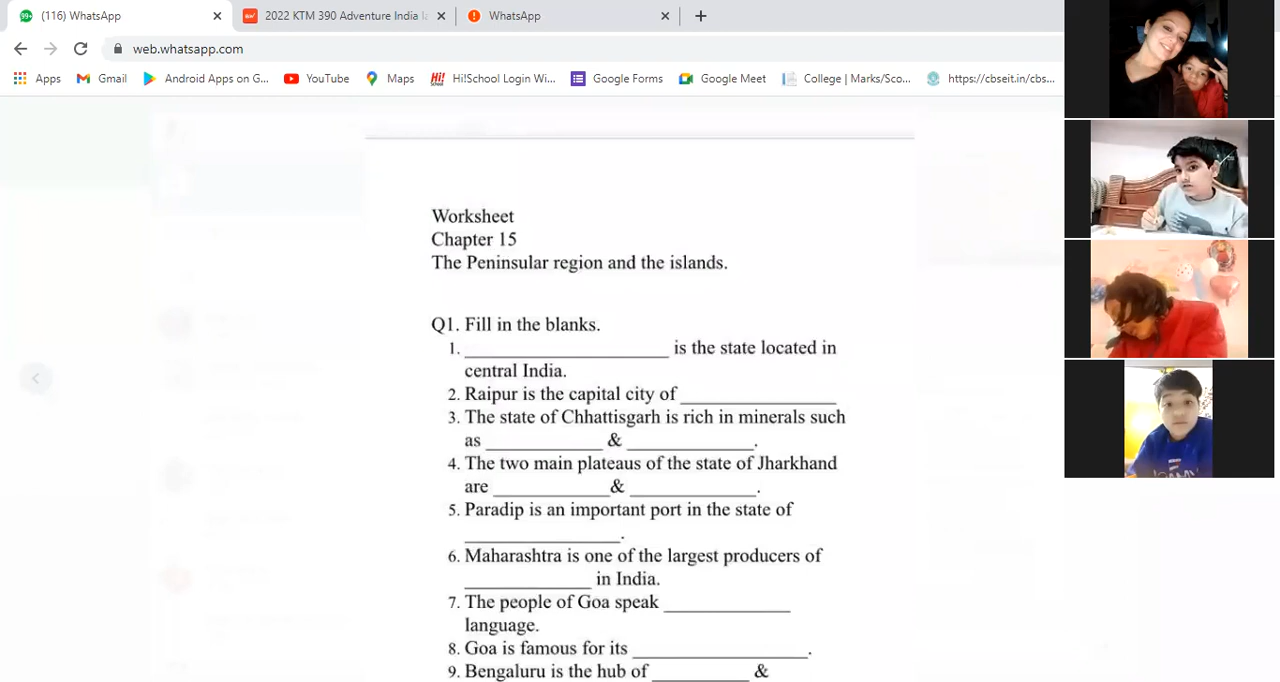 (116) WhatsApp
2022 KTM 390 Adventure India la
WhatsApp
web.whatsapp.com
Apps
Gmail
Android Apps on G...
YouTube
Maps
Hi! Hi!School Login Wi...
Google Forms
Google Meet
College | Marks/Sco...
https://cbseit.in/cbs...
Worksheet
Chapter 15
The Peninsular region and the islands.
Q1. Fill in the blanks.
1. ____________________ is the state located in
central India.
2. Raipur is the capital city of ________________
3. The state of Chhattisgarh is rich in minerals such
as ____________ & _____________.
4. The two main plateaus of the state of Jharkhand
are ____________& _____________.
5. Paradip is an important port in the state of
________________.
6. Maharashtra is one of the largest producers of
_____________ in India.
7. The people of Goa speak _____________
language.
8. Goa is famous for its __________________.
9. Bengaluru is the hub of __________ &